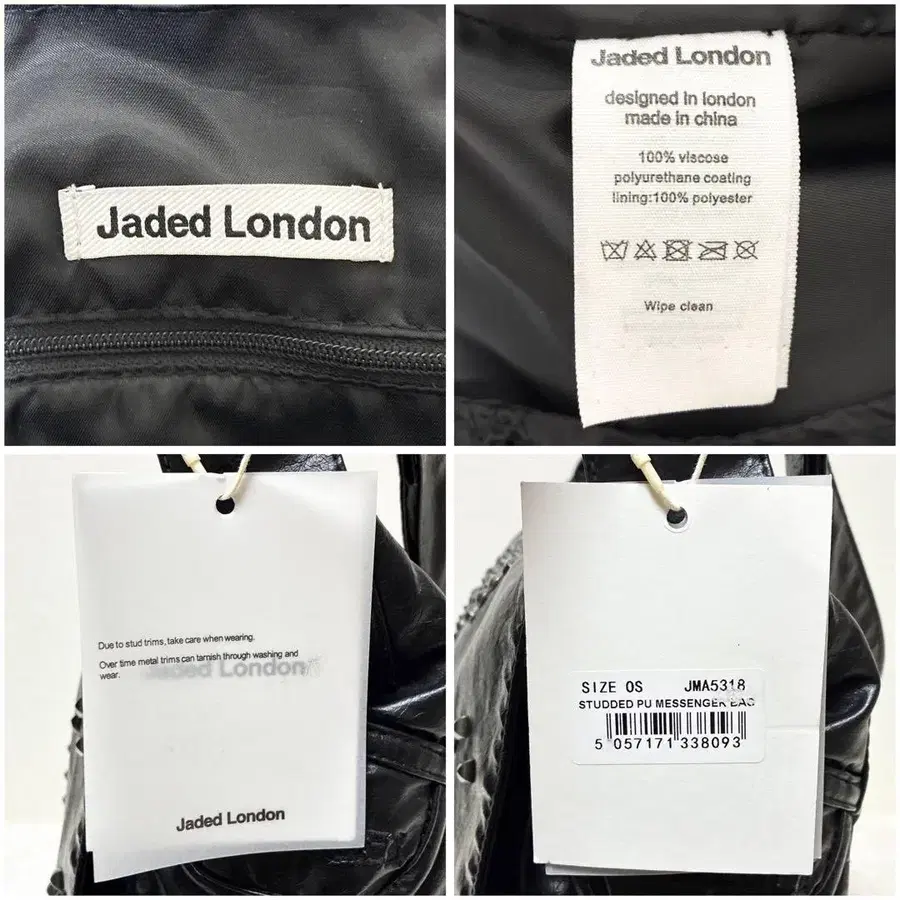 Jaded London
Jaded London
designed in london
made in china
100% viscose
polyurethane coating
lining:100% polyester
Wipe clean
Due to stud trims, take care when wearing.
Over time metal trims can tarnish through washing and
wear.
Jaded London
Jaded London
SIZE OS JMA5318
STUDDED PU MESSENGER BAG
5 057171 338093